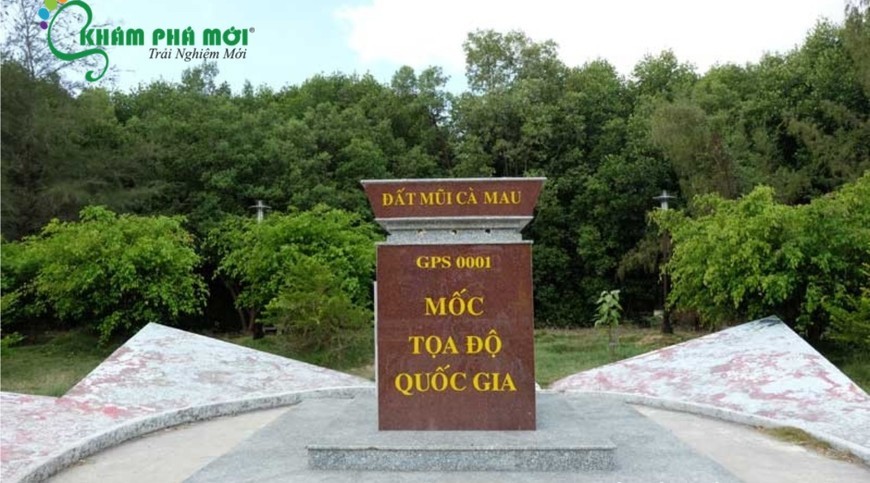 KHÁM PHÁ MỚI®
Trải Nghiệm Mới
ĐẤT MŨI CÀ MAU
GPS 0001
MỐC
TỌA ĐỘ
QUỐC GIA